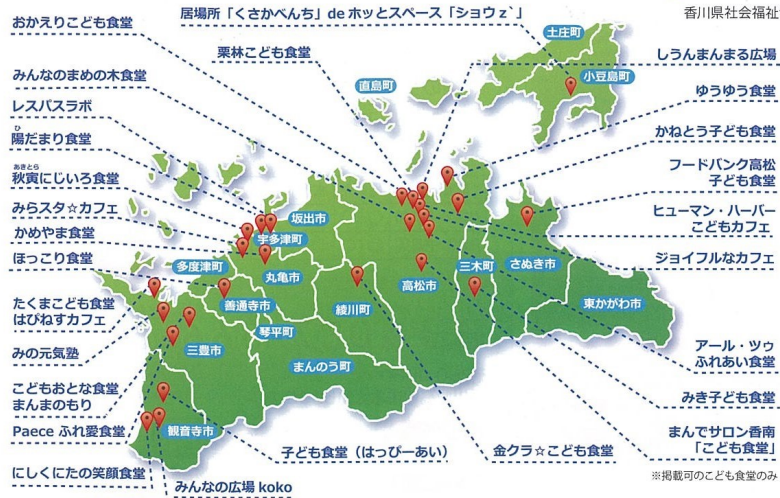 居場所「くさかべんち」deホッとスペース「ショウz`」
香川県社会福祉
おかえりこども食堂
栗林こども食堂
みんなのまめの木食堂
レスパスラボ
ひ
陽だまり食堂
あきとら
秋寅にじいろ食堂
みらスタ☆カフェ
かめやま食堂
ほっこり食堂
たくまこども食堂
はぴねすカフェ
みの元気塾
こどもおとな食堂
まんまのもり
Paece ふれ愛食堂
にしくにたの笑顔食堂
みんなの広場 koko
子ども食堂（はっぴーあい）
金クラ☆こども食堂
しうんまんまる広場
ゆうゆう食堂
かねとう子ども食堂
フードバンク高松
子ども食堂
ヒューマン・ハーバー
こどもカフェ
ジョイフルなカフェ
アール・ツゥ
ふれあい食堂
みき子ども食堂
まんでサロン香南
「こども食堂」
※掲載可のこども食堂のみ
土庄町
小豆島町
直島町
坂出市
宇多津町
多度津町
丸亀市
善通寺市
琴平町
綾川町
高松市
三木町
さぬき市
東かがわ市
まんのう町
三豊市
観音寺市